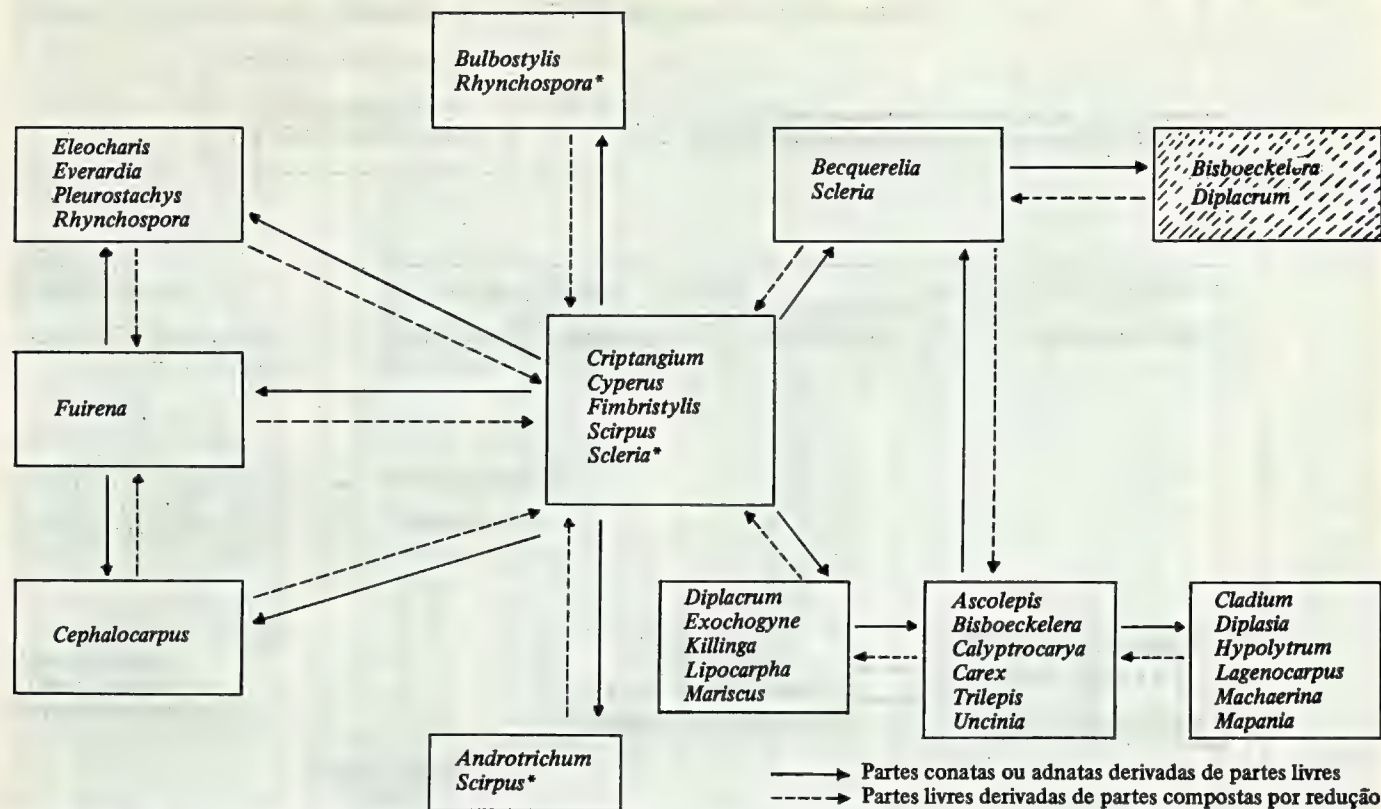 Bulbostylis
Rhynchospora*
Eleocharis
Everardia
Pleurostachys
Rhynchospora
Becquerelia
Scleria
Bisboeckelera
Diplacrum
Fuirena
Criptangium
Cyperus
Fimbristylis
Scirpus
Scleria*
Cephalocarpus
Diplacrum
Exochogyne
Killinga
Lipocarpha
Mariscus
Ascolepis
Bisboeckelera
Calyptrocarya
Carex
Trilepis
Uncinia
Cladium
Diplasia
Hypolytrum
Lagenocarpus
Machaerina
Mapania
Androtrichum
Scirpus*
Partes conatas ou adnatas derivadas de partes livres
Partes livres derivadas de partes compostas por redução